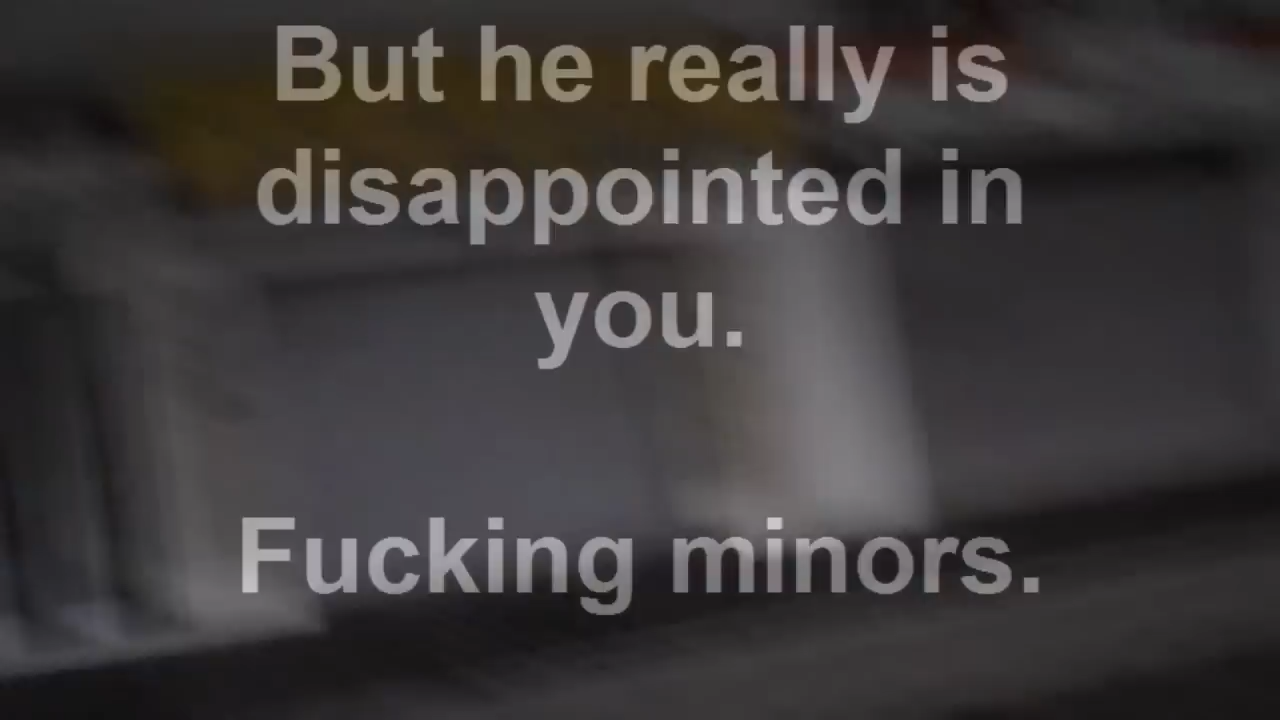 But he really is
disappointed in
you.
Fucking minors.